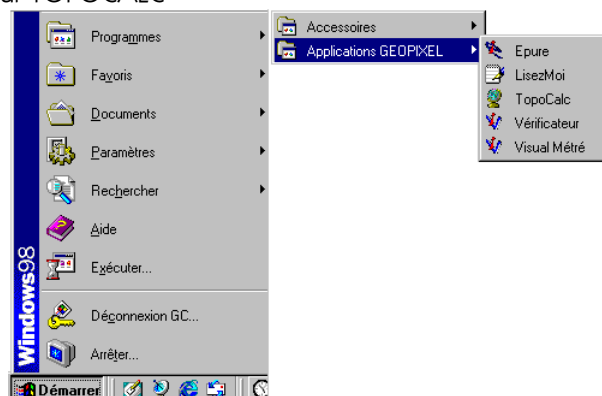 TOPOCALC
Programmes
Favoris
Documents
Paramètres
Rechercher
Aide
Exécuter...
Déconnexion GC...
Arrêter...
Windows98
Démarrer
Accessoires
Applications GEOPIXEL
Epure
LisezMoi
TopoCalc
Vérificateur
Visual Métré